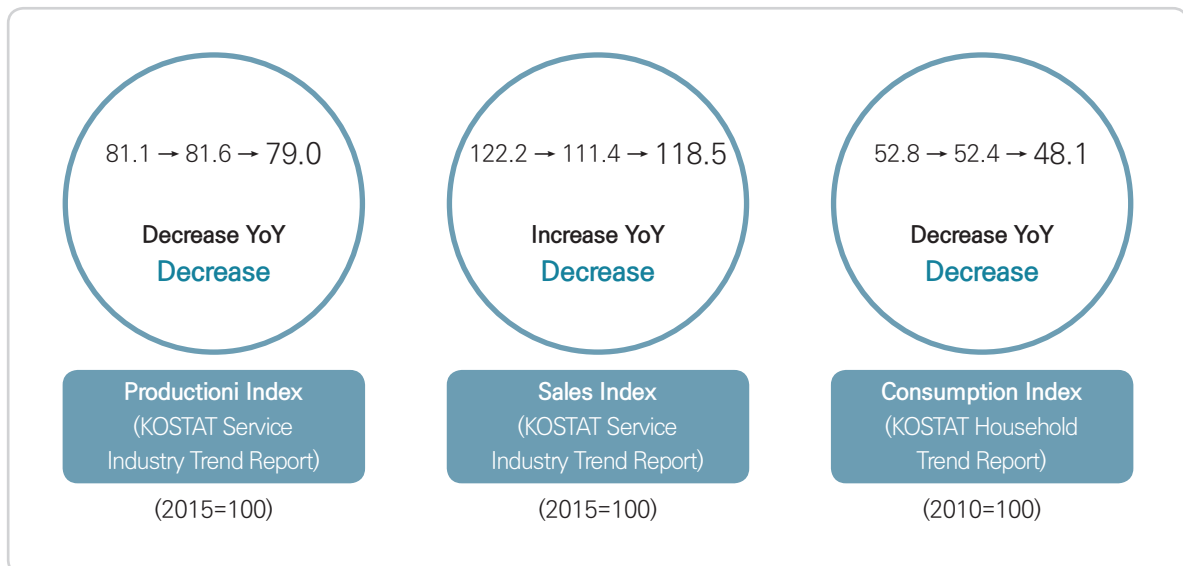 81.1 → 81.6 → 79.0
Decrease YoY
Decrease
Productioni Index
(KOSTAT Service
Industry Trend Report)
(2015=100)
122.2 → 111.4 → 118.5
Increase YoY
Decrease
Sales Index
(KOSTAT Service
Industry Trend Report)
(2015=100)
52.8 → 52.4 → 48.1
Decrease YoY
Decrease
Consumption Index
(KOSTAT Household
Trend Report)
(2010=100)